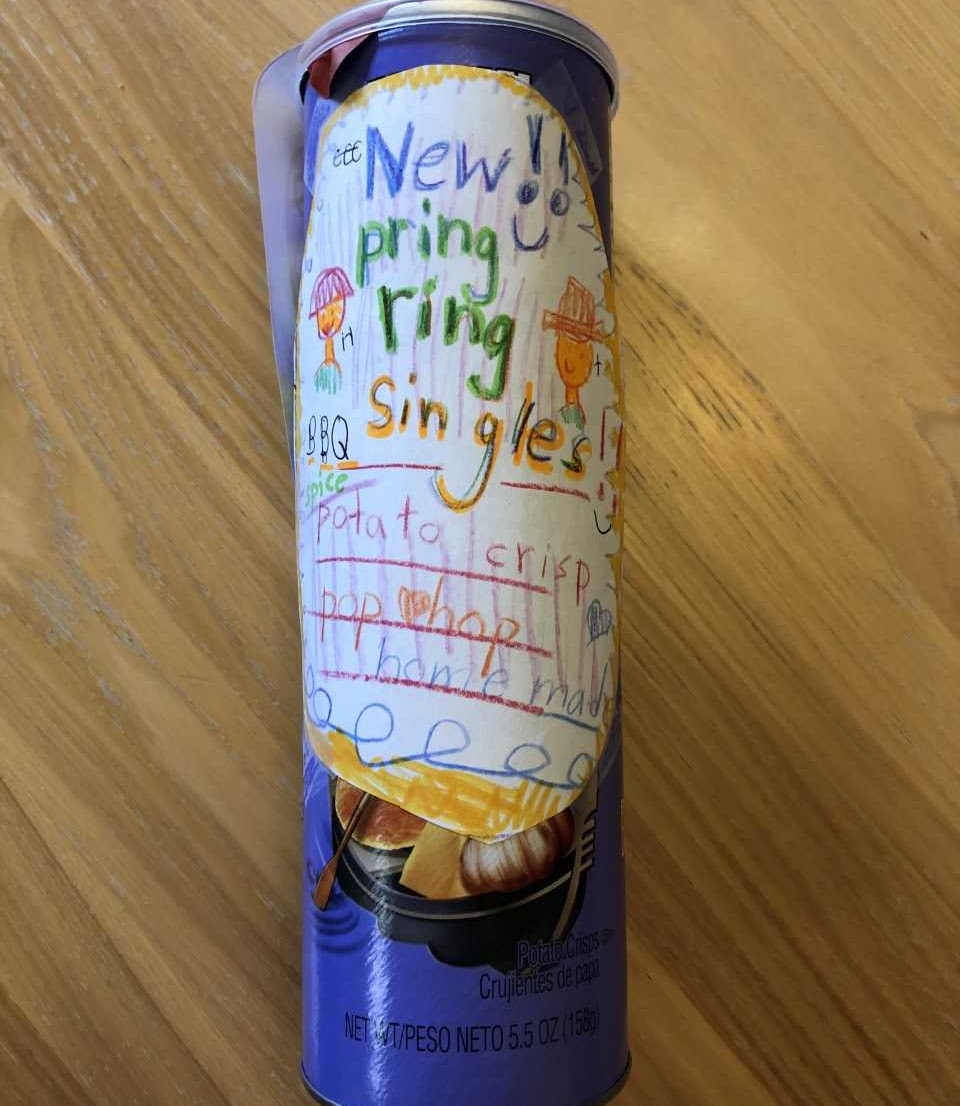 New!!
pring
ring
Singles
BBQ
spice
potato crisp
pop hop
home made
Potato Crisps
Crujientes de papa
NET WT/PESO NETO 5.5 OZ (158g)